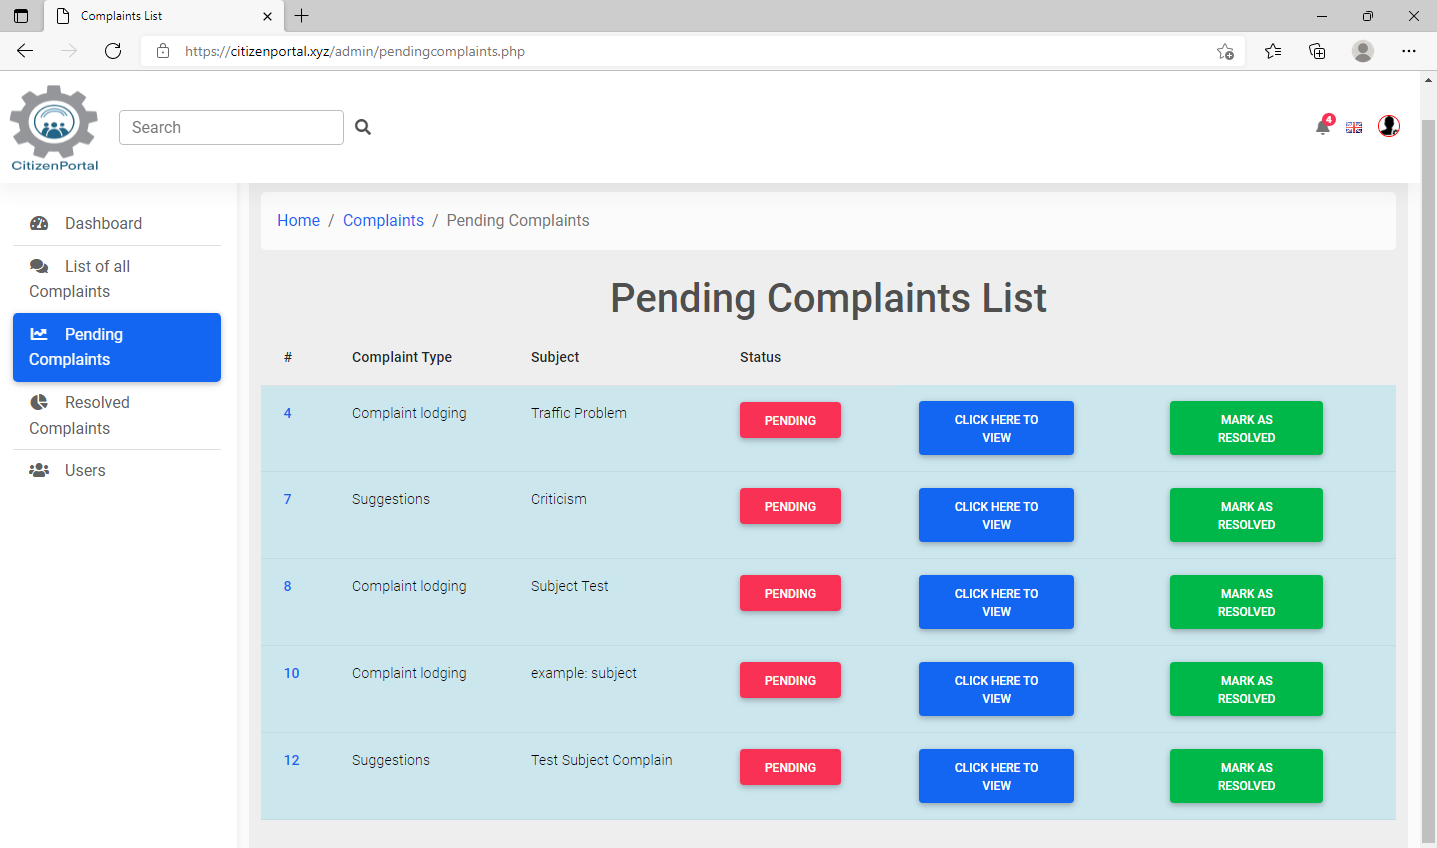 Complaints List
https://citizenportal.xyz/admin/pendingcomplaints.php
CitizenPortal
Search
4
Dashboard
List of all
Complaints
Pending
Complaints
Resolved
Complaints
Users
Home / Complaints / Pending Complaints
Pending Complaints List
# Complaint Type Subject Status
4 Complaint lodging Traffic Problem PENDING CLICK HERE TO VIEW MARK AS RESOLVED
7 Suggestions Criticism PENDING CLICK HERE TO VIEW MARK AS RESOLVED
8 Complaint lodging Subject Test PENDING CLICK HERE TO VIEW MARK AS RESOLVED
10 Complaint lodging example: subject PENDING CLICK HERE TO VIEW MARK AS RESOLVED
12 Suggestions Test Subject Complain PENDING CLICK HERE TO VIEW MARK AS RESOLVED